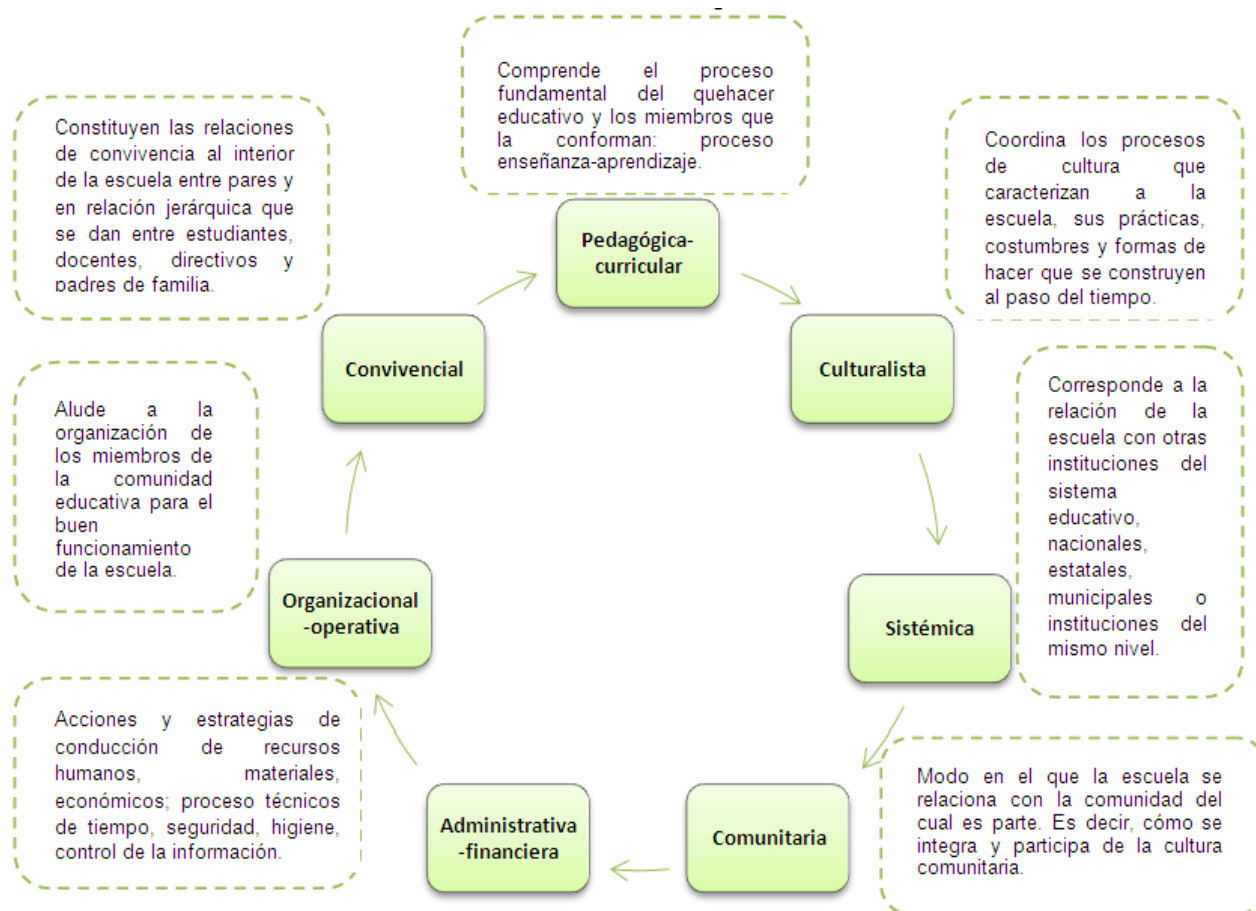 Comprende el proceso
fundamental del quehacer
educativo y los miembros que
la conforman: proceso
enseñanza-aprendizaje.
Pedagógica-
curricular
Coordina los procesos
de cultura que
caracterizan a la
escuela, sus prácticas,
costumbres y formas de
hacer que se construyen
al paso del tiempo.
Culturalista
Corresponde a la
relación de la
escuela con otras
instituciones del
sistema
educativo,
nacionales,
estatales,
municipales o
instituciones del
mismo nivel.
Sistémica
Modo en el que la escuela se
relaciona con la comunidad del
cual es parte. Es decir, cómo se
integra y participa de la cultura
comunitaria.
Comunitaria
Administrativa
-financiera
Acciones y estrategias de
conducción de recursos
humanos, materiales,
económicos; proceso técnicos
de tiempo, seguridad, higiene,
control de la información.
Organizacional
-operativa
Alude a la
organización de
los miembros de
la comunidad
educativa para el
buen
funcionamiento
de la escuela.
Convivencial
Constituyen las relaciones
de convivencia al interior
de la escuela entre pares y
en relación jerárquica que
se dan entre estudiantes,
docentes, directivos y
padres de familia.